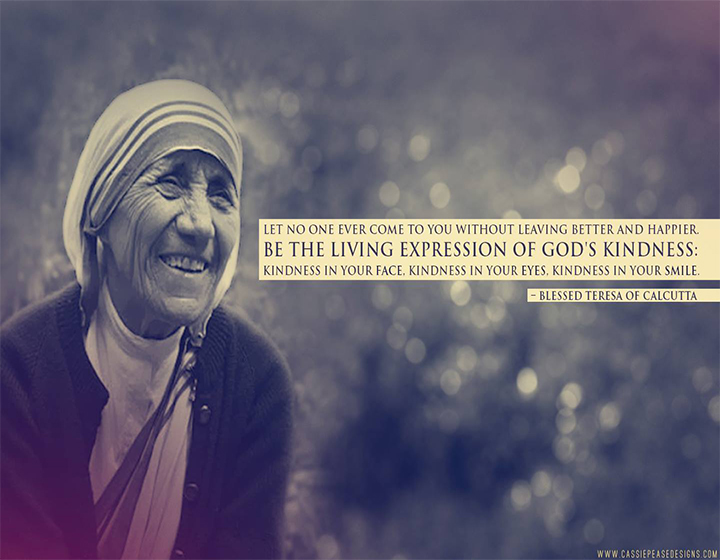 LET NO ONE EVER COME TO YOU WITHOUT LEAVING BETTER AND HAPPIER.
BE THE LIVING EXPRESSION OF GOD'S KINDNESS:
KINDNESS IN YOUR FACE, KINDNESS IN YOUR EYES, KINDNESS IN YOUR SMILE.
~ BLESSED TERESA OF CALCUTTA
WWW.CASSIEPEASEDESIGNS.COM